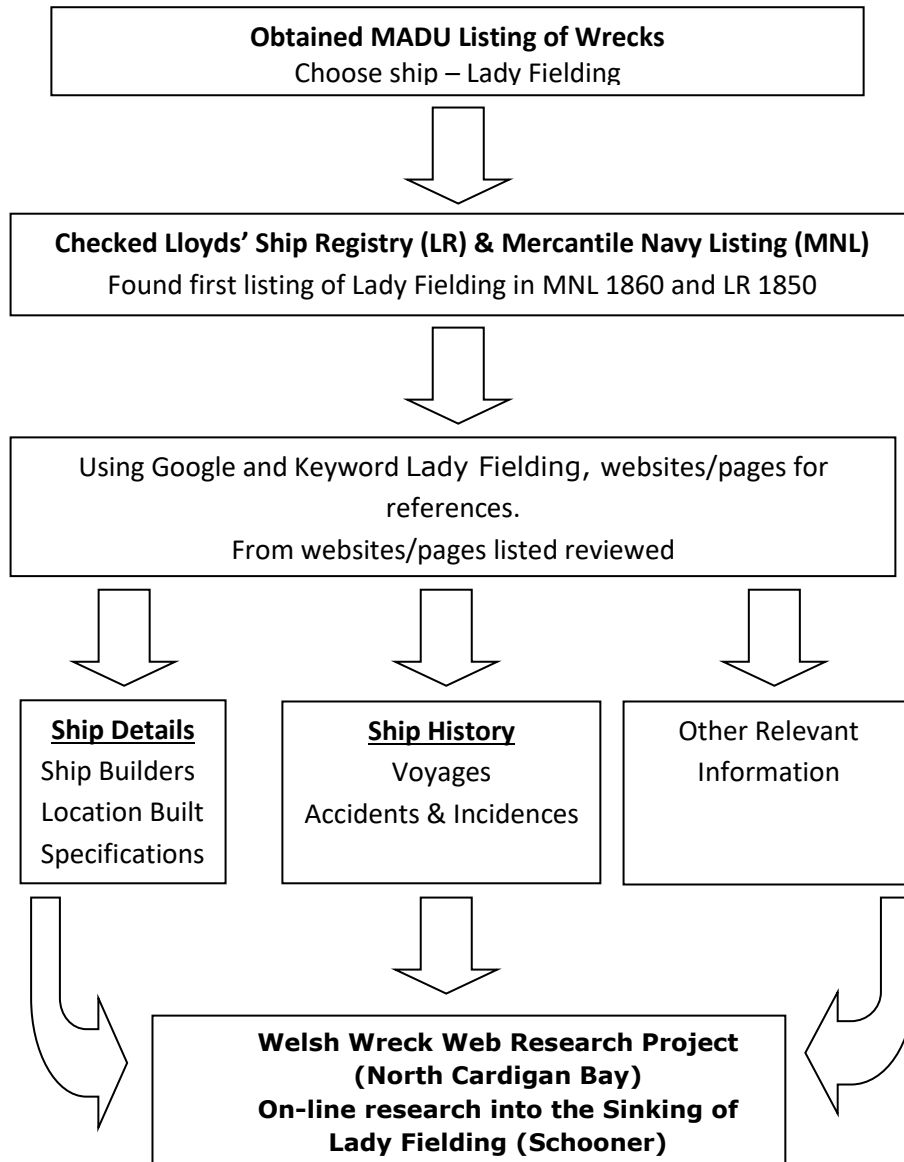 Obtained MADU Listing of Wrecks
Choose ship – Lady Fielding
Checked Lloyds’ Ship Registry (LR) & Mercantile Navy Listing (MNL)
Found first listing of Lady Fielding in MNL 1860 and LR 1850
Using Google and Keyword Lady Fielding, websites/pages for
references.
From websites/pages listed reviewed
Ship Details
Ship Builders
Location Built
Specifications
Ship History
Voyages
Accidents & Incidences
Other Relevant
Information
Welsh Wreck Web Research Project
(North Cardigan Bay)
On-line research into the Sinking of
Lady Fielding (Schooner)